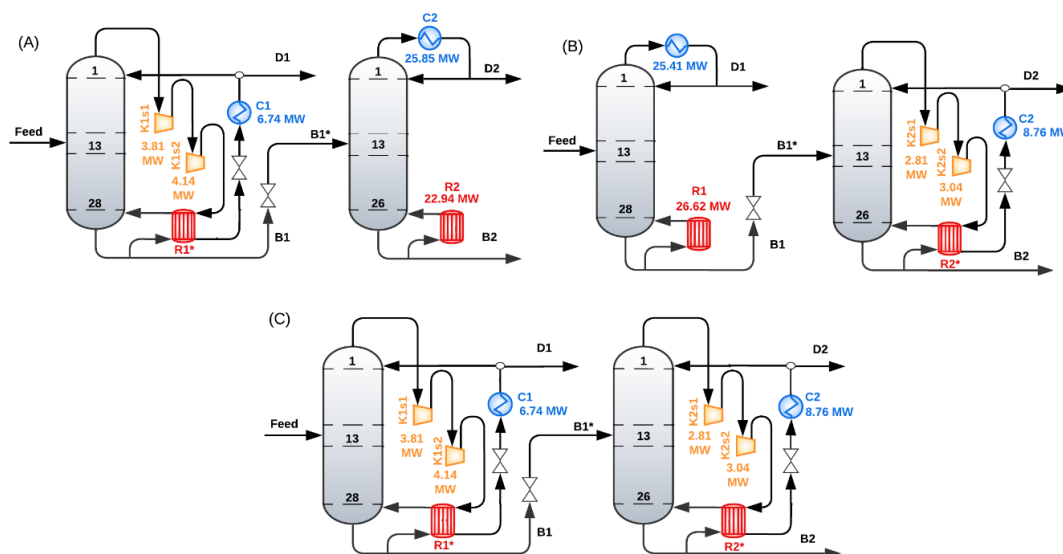 (A)
1
13
28
Feed
K1s1
3.81
MW
K1s2
4.14
MW
C1
6.74 MW
D1
R1*
B1
B1*
C2
25.85 MW
1
13
26
D2
R2
22.94 MW
B2
(B)
1
13
28
Feed
C1
25.41 MW
D1
R1
26.62 MW
B1
B1*
1
13
26
K2s1
2.81
MW
K2s2
3.04
MW
C2
8.76 MW
D2
R2*
B2
(C)
1
13
28
Feed
K1s1
3.81
MW
K1s2
4.14
MW
C1
6.74 MW
D1
R1*
B1
B1*
1
13
26
K2s1
2.81
MW
K2s2
3.04
MW
C2
8.76 MW
D2
R2*
B2